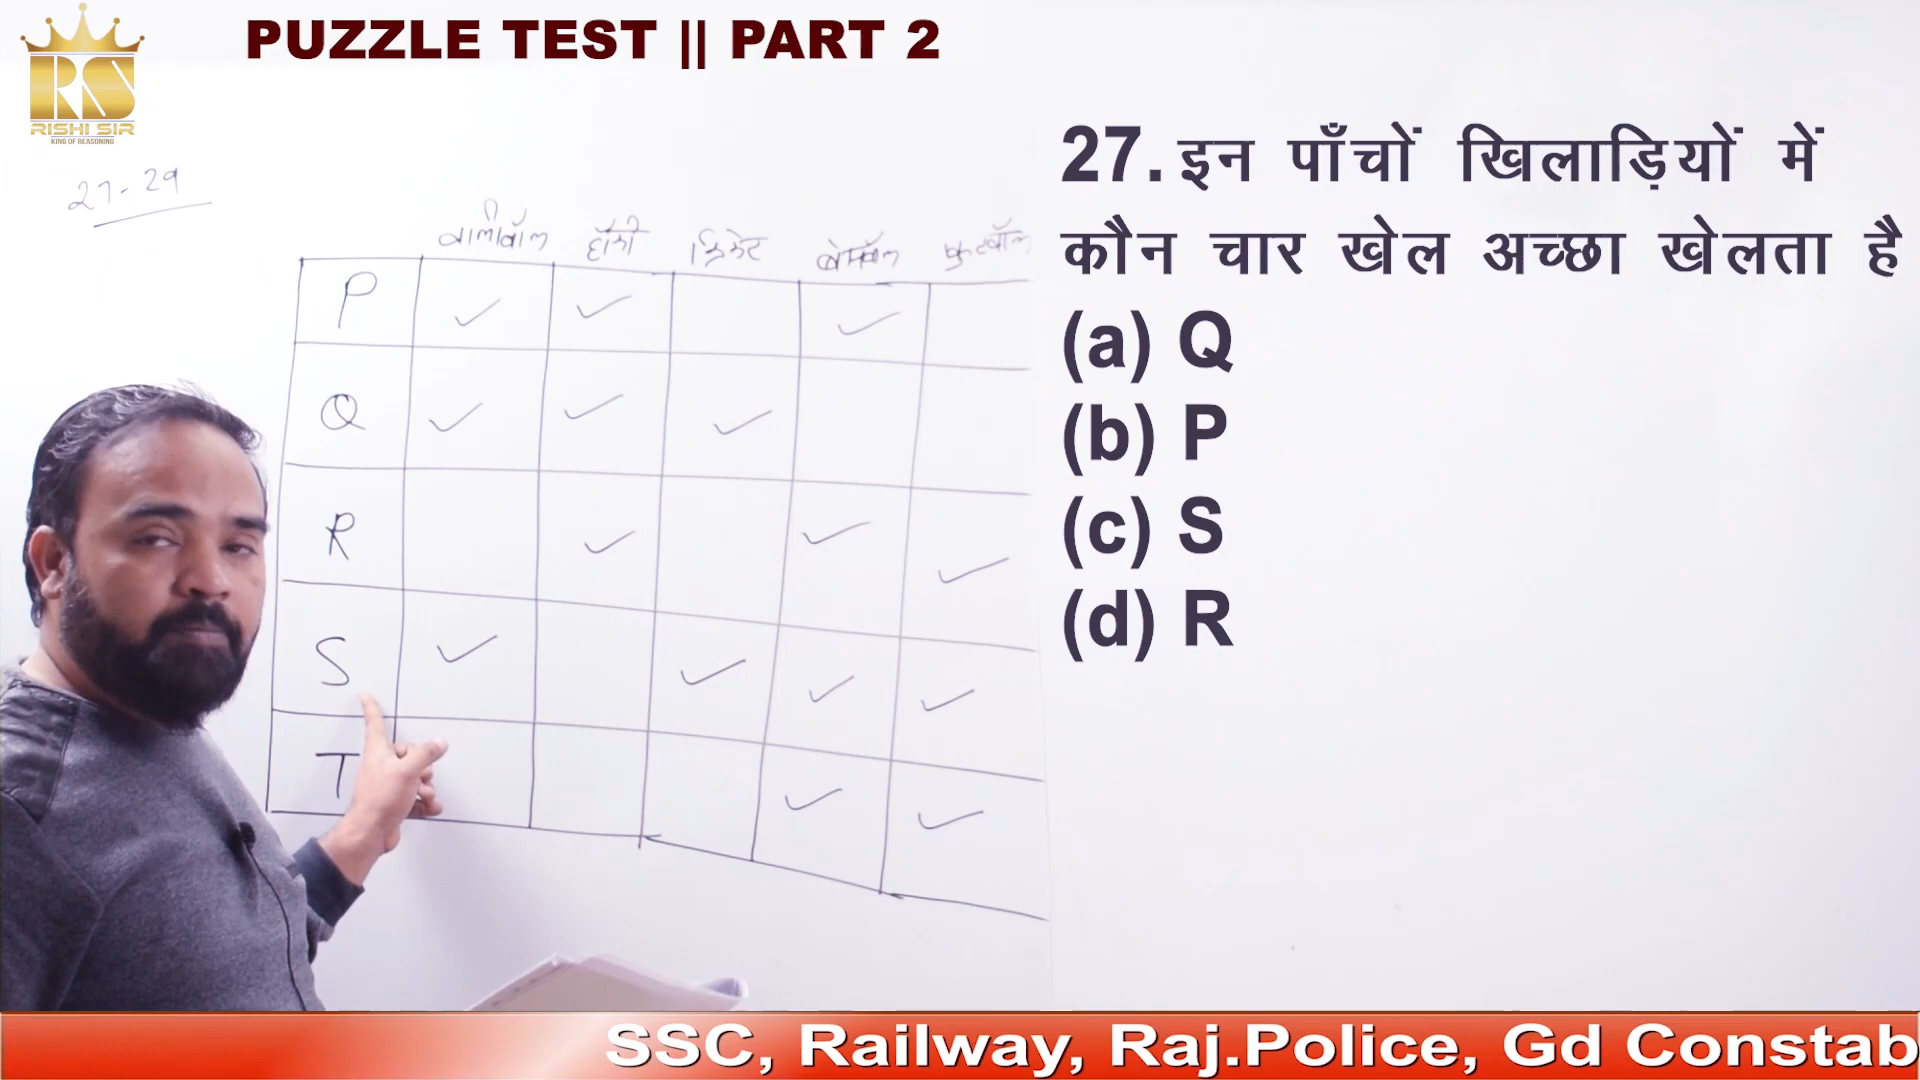 PUZZLE TEST || PART 2
RS
RISHI SIR
KING OF REASONING
27-29
वालीवॉल हॉकी क्रिकेट बेसबॉल फुटबॉल
P
Q
R
S
T
27. इन पाँचों खिलाड़ियों में
कौन चार खेल अच्छा खेलता है
(a) Q
(b) P
(c) S
(d) R
SSC, Railway, Raj.Police, Gd Constab